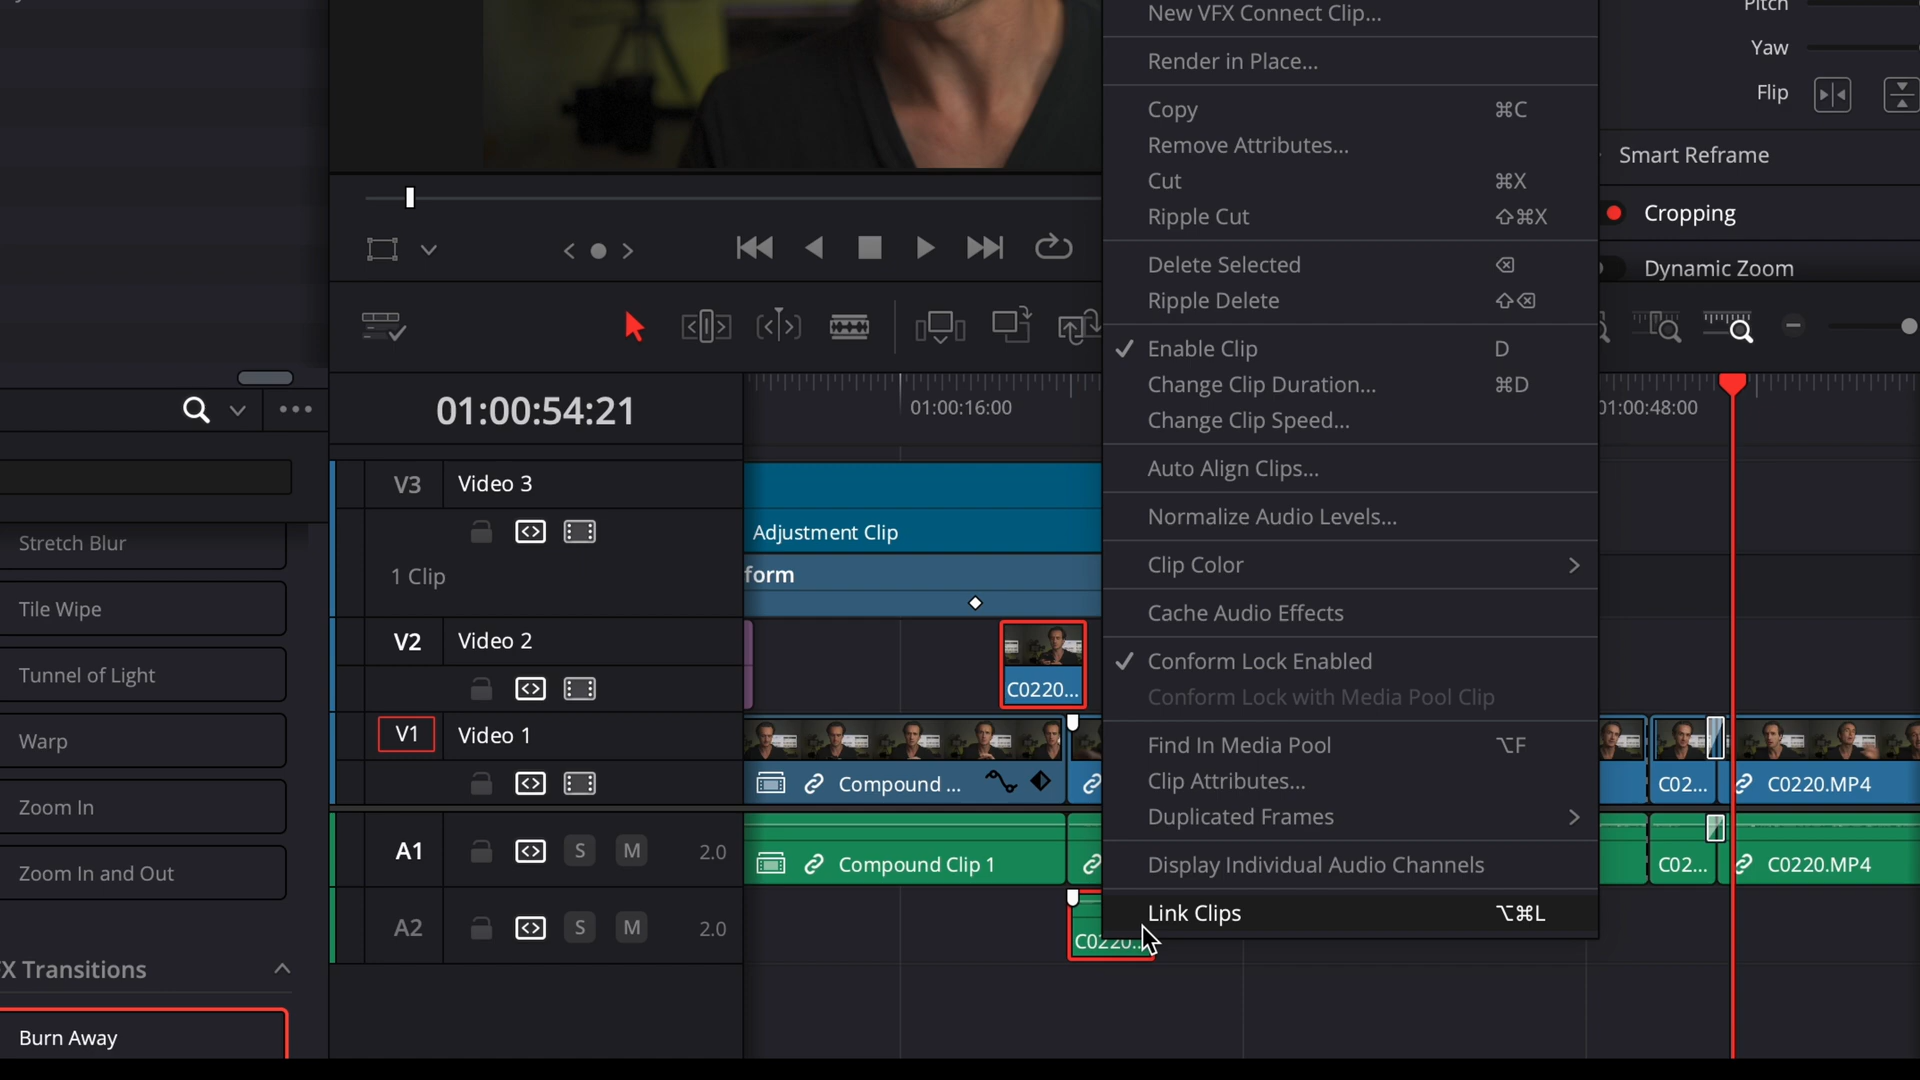 New VFX Connect Clip...
Pitch
Render in Place...
Yaw
Copy ⌘C
Flip
Remove Attributes...
Smart Reframe
Cut ⌘X
Ripple Cut ⇧⌘X
Cropping
Delete Selected ⌫
Dynamic Zoom
Ripple Delete ⇧⌫
Enable Clip D
Change Clip Duration... ⌘D
01:00:54:21
01:00:16:00
01:00:48:00
Change Clip Speed...
Auto Align Clips...
V3 Video 3
Normalize Audio Levels...
Adjustment Clip
Stretch Blur
Clip Color
1 Clip
form
Tile Wipe
Cache Audio Effects
V2 Video 2
Conform Lock Enabled
Tunnel of Light
C0220...
Conform Lock with Media Pool Clip
V1 Video 1
Warp
Find In Media Pool ⌥F
Compound ...
Clip Attributes...
C02...
C0220.MP4
Zoom In
Duplicated Frames
A1 S M 2.0
Compound Clip 1
Display Individual Audio Channels
C02...
C0220.MP4
Zoom In and Out
Link Clips ⌥⌘L
A2 S M 2.0
C0220...
X Transitions
Burn Away